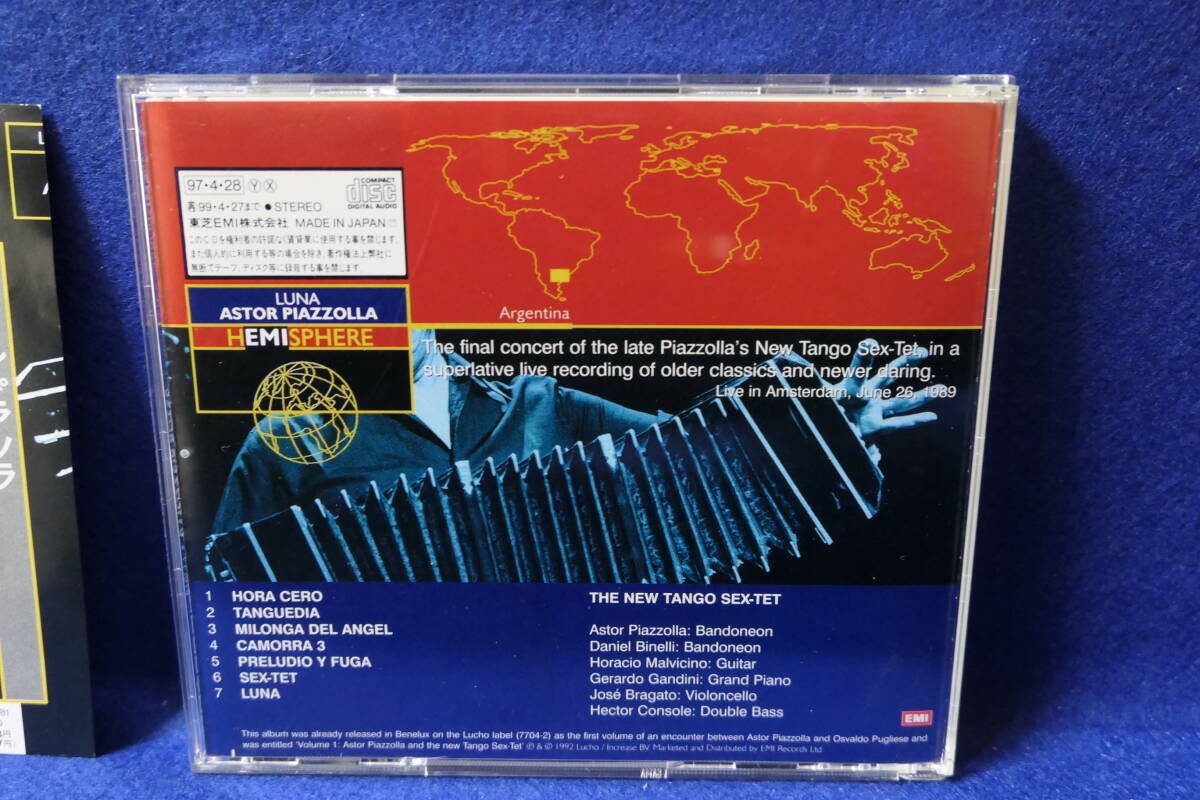 97・4・28 Ⓨ Ⓧ
再99・4・27まで ●STEREO
COMPACT
disc
DIGITAL AUDIO
東芝EMI株式会社 MADE IN JAPAN
このCDを権利者の許諾なく賃貸業に使用する事を禁じます。
また個人的に利用する等の場合を除き、著作権法上弊社に
無断でテープ、ディスク等に録音する事を禁じます。
LUNA
ASTOR PIAZZOLLA
HEMISPHERE
Argentina
The final concert of the late Piazzolla's New Tango Sex-Tet, in a
superlative live recording of older classics and newer daring.
Live in Amsterdam, June 26, 1989
1 HORA CERO
2 TANGUEDIA
3 MILONGA DEL ANGEL
4 CAMORRA 3
5 PRELUDIO Y FUGA
6 SEX-TET
7 LUNA
THE NEW TANGO SEX-TET
Astor Piazzolla: Bandoneon
Daniel Binelli: Bandoneon
Horacio Malvicino: Guitar
Gerardo Gandini: Grand Piano
José Bragato: Violoncello
Hector Console: Double Bass
EMI
This album was already released in Benelux on the Lucho label (7704-2) as the first volume of an encounter between Astor Piazzolla and Osvaldo Pugliese and
was entitled 'Volume 1: Astor Piazzolla and the new Tango Sex-Tet' ℗ & © 1992 Lucho / Increase BV. Marketed and Distributed by EMI Records Ltd.